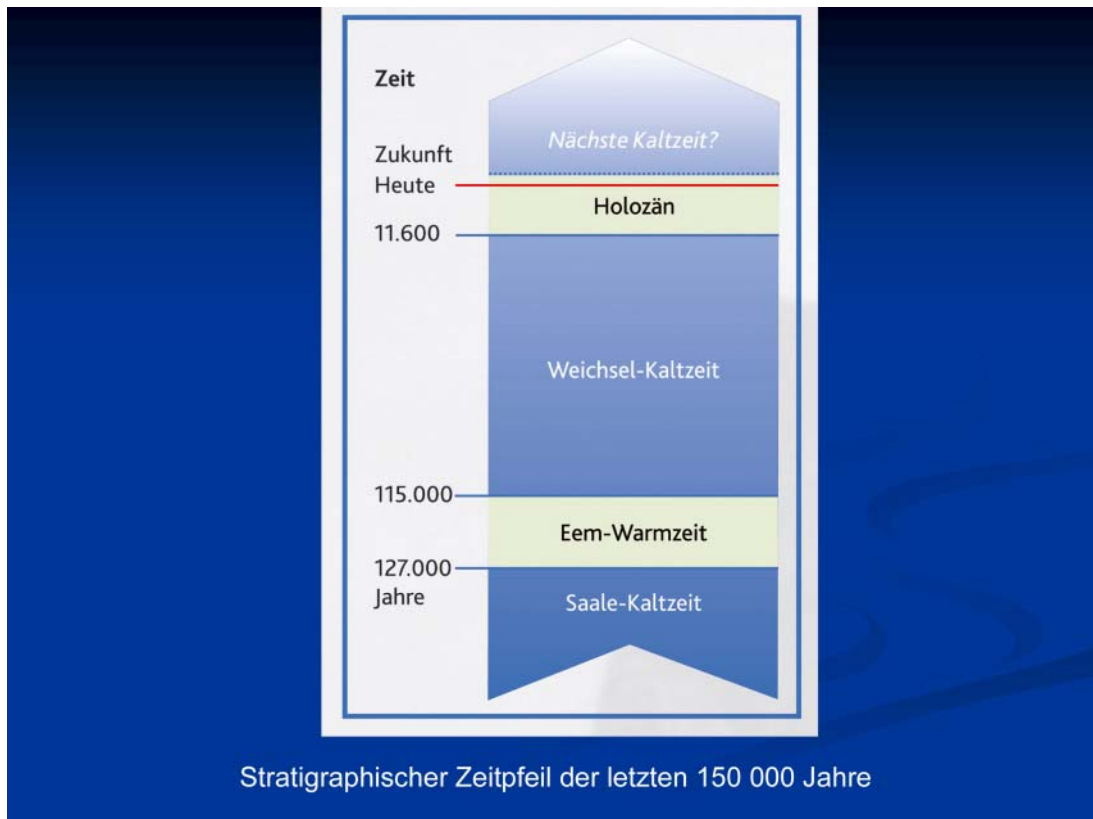 Zeit
Nächste Kaltzeit?
Zukunft
Heute
Holozän
11.600
Weichsel-Kaltzeit
115.000
Eem-Warmzeit
127.000
Jahre
Saale-Kaltzeit
Stratigraphischer Zeitpfeil der letzten 150 000 Jahre